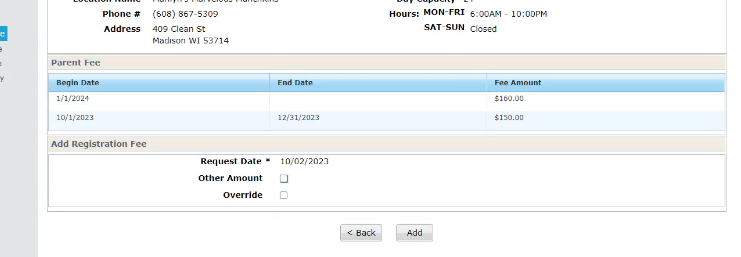 Phone # (608) 867-5309 Hours: MON-FRI 6:00AM - 10:00PM
Address 409 Clean St SAT-SUN Closed
Madison WI 53714
Parent Fee
Begin Date End Date Fee Amount
1/1/2024 $160.00
10/1/2023 12/31/2023 $150.00
Add Registration Fee
Request Date * 10/02/2023
Other Amount
Override
< Back Add